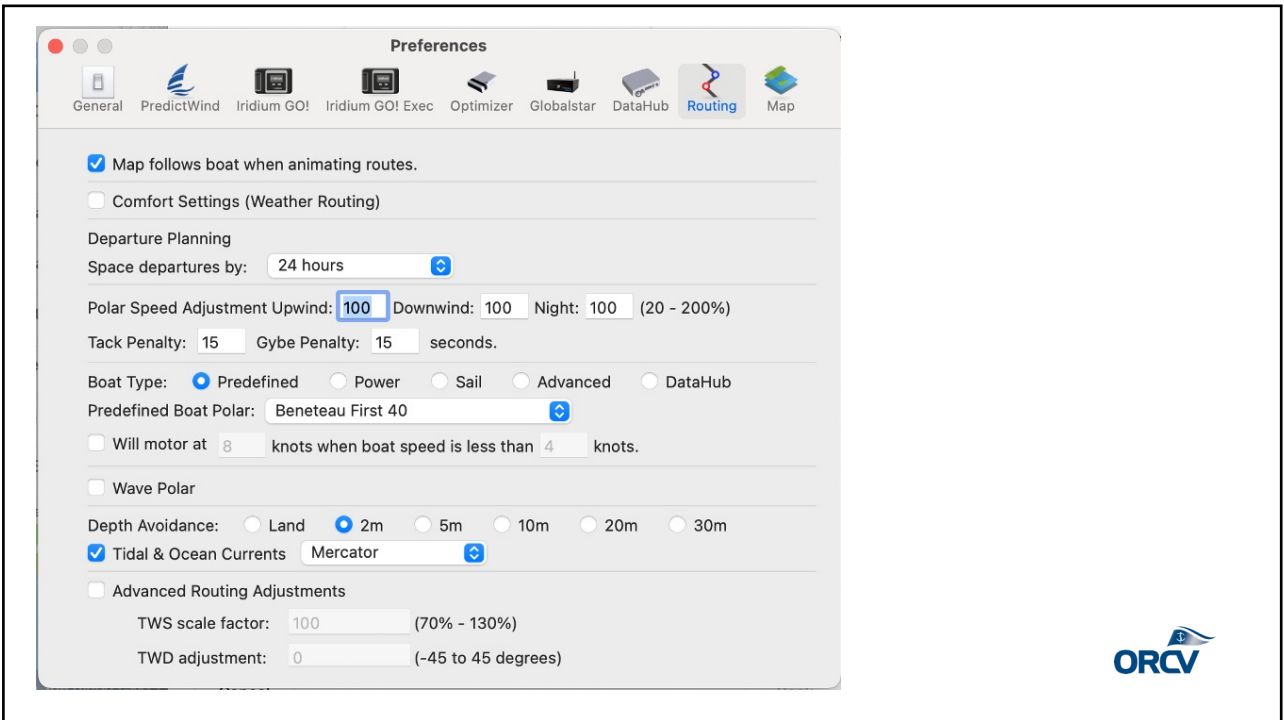 Preferences
General PredictWind Iridium GO! Iridium GO! Exec Optimizer Globalstar DataHub Routing Map
Map follows boat when animating routes.
Comfort Settings (Weather Routing)
Departure Planning
Space departures by: 24 hours
Polar Speed Adjustment Upwind: 100 Downwind: 100 Night: 100 (20 - 200%)
Tack Penalty: 15 Gybe Penalty: 15 seconds.
Boat Type: Predefined Power Sail Advanced DataHub
Predefined Boat Polar: Beneteau First 40
Will motor at 8 knots when boat speed is less than 4 knots.
Wave Polar
Depth Avoidance: Land 2m 5m 10m 20m 30m
Tidal & Ocean Currents Mercator
Advanced Routing Adjustments
TWS scale factor: 100 (70% - 130%)
TWD adjustment: 0 (-45 to 45 degrees)
ORCV